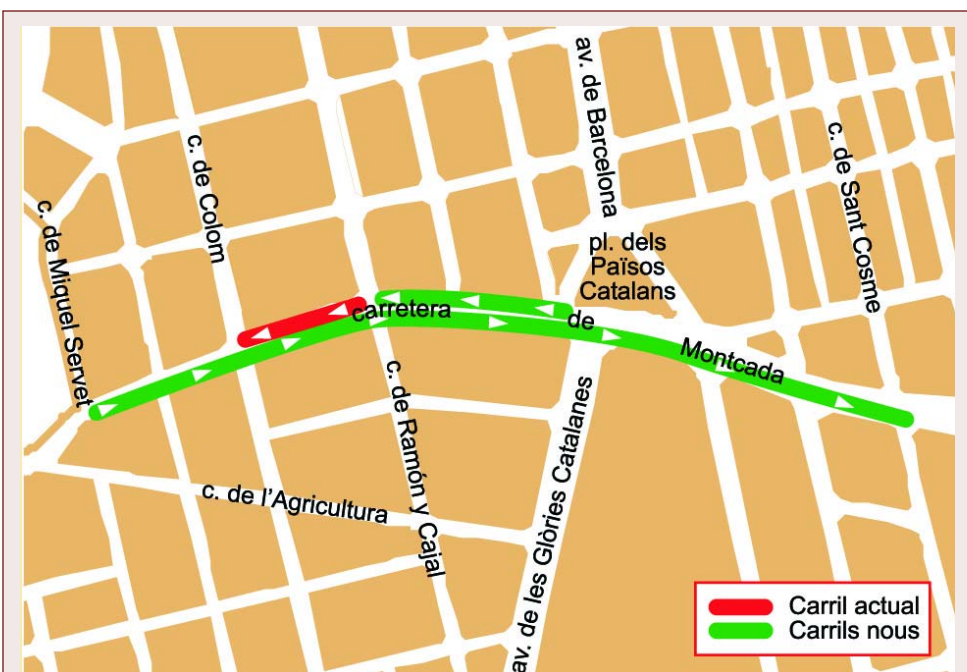 av. de Barcelona
c. de Colom
c. de Sant Cosme
c. de Miquel Servet
pl. dels
Països
Catalans
carretera
de
Montcada
c. de Ramón y Cajal
av. de les Glòries Catalanes
c. de l'Agricultura
Carril actual
Carrils nous